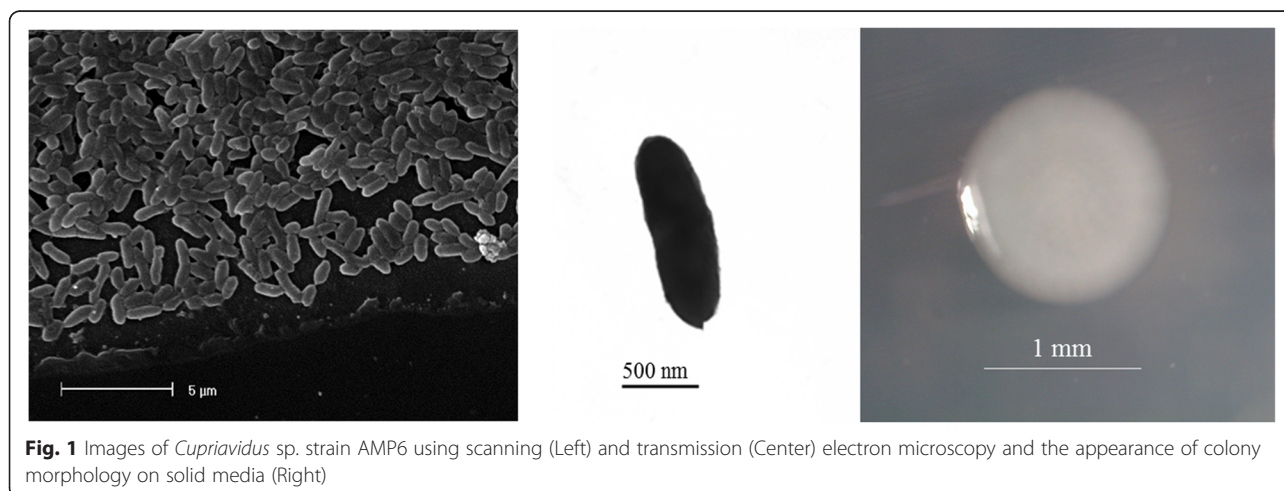 5 µm
500 nm
1 mm
Fig. 1 Images of Cupriavidus sp. strain AMP6 using scanning (Left) and transmission (Center) electron microscopy and the appearance of colony
morphology on solid media (Right)